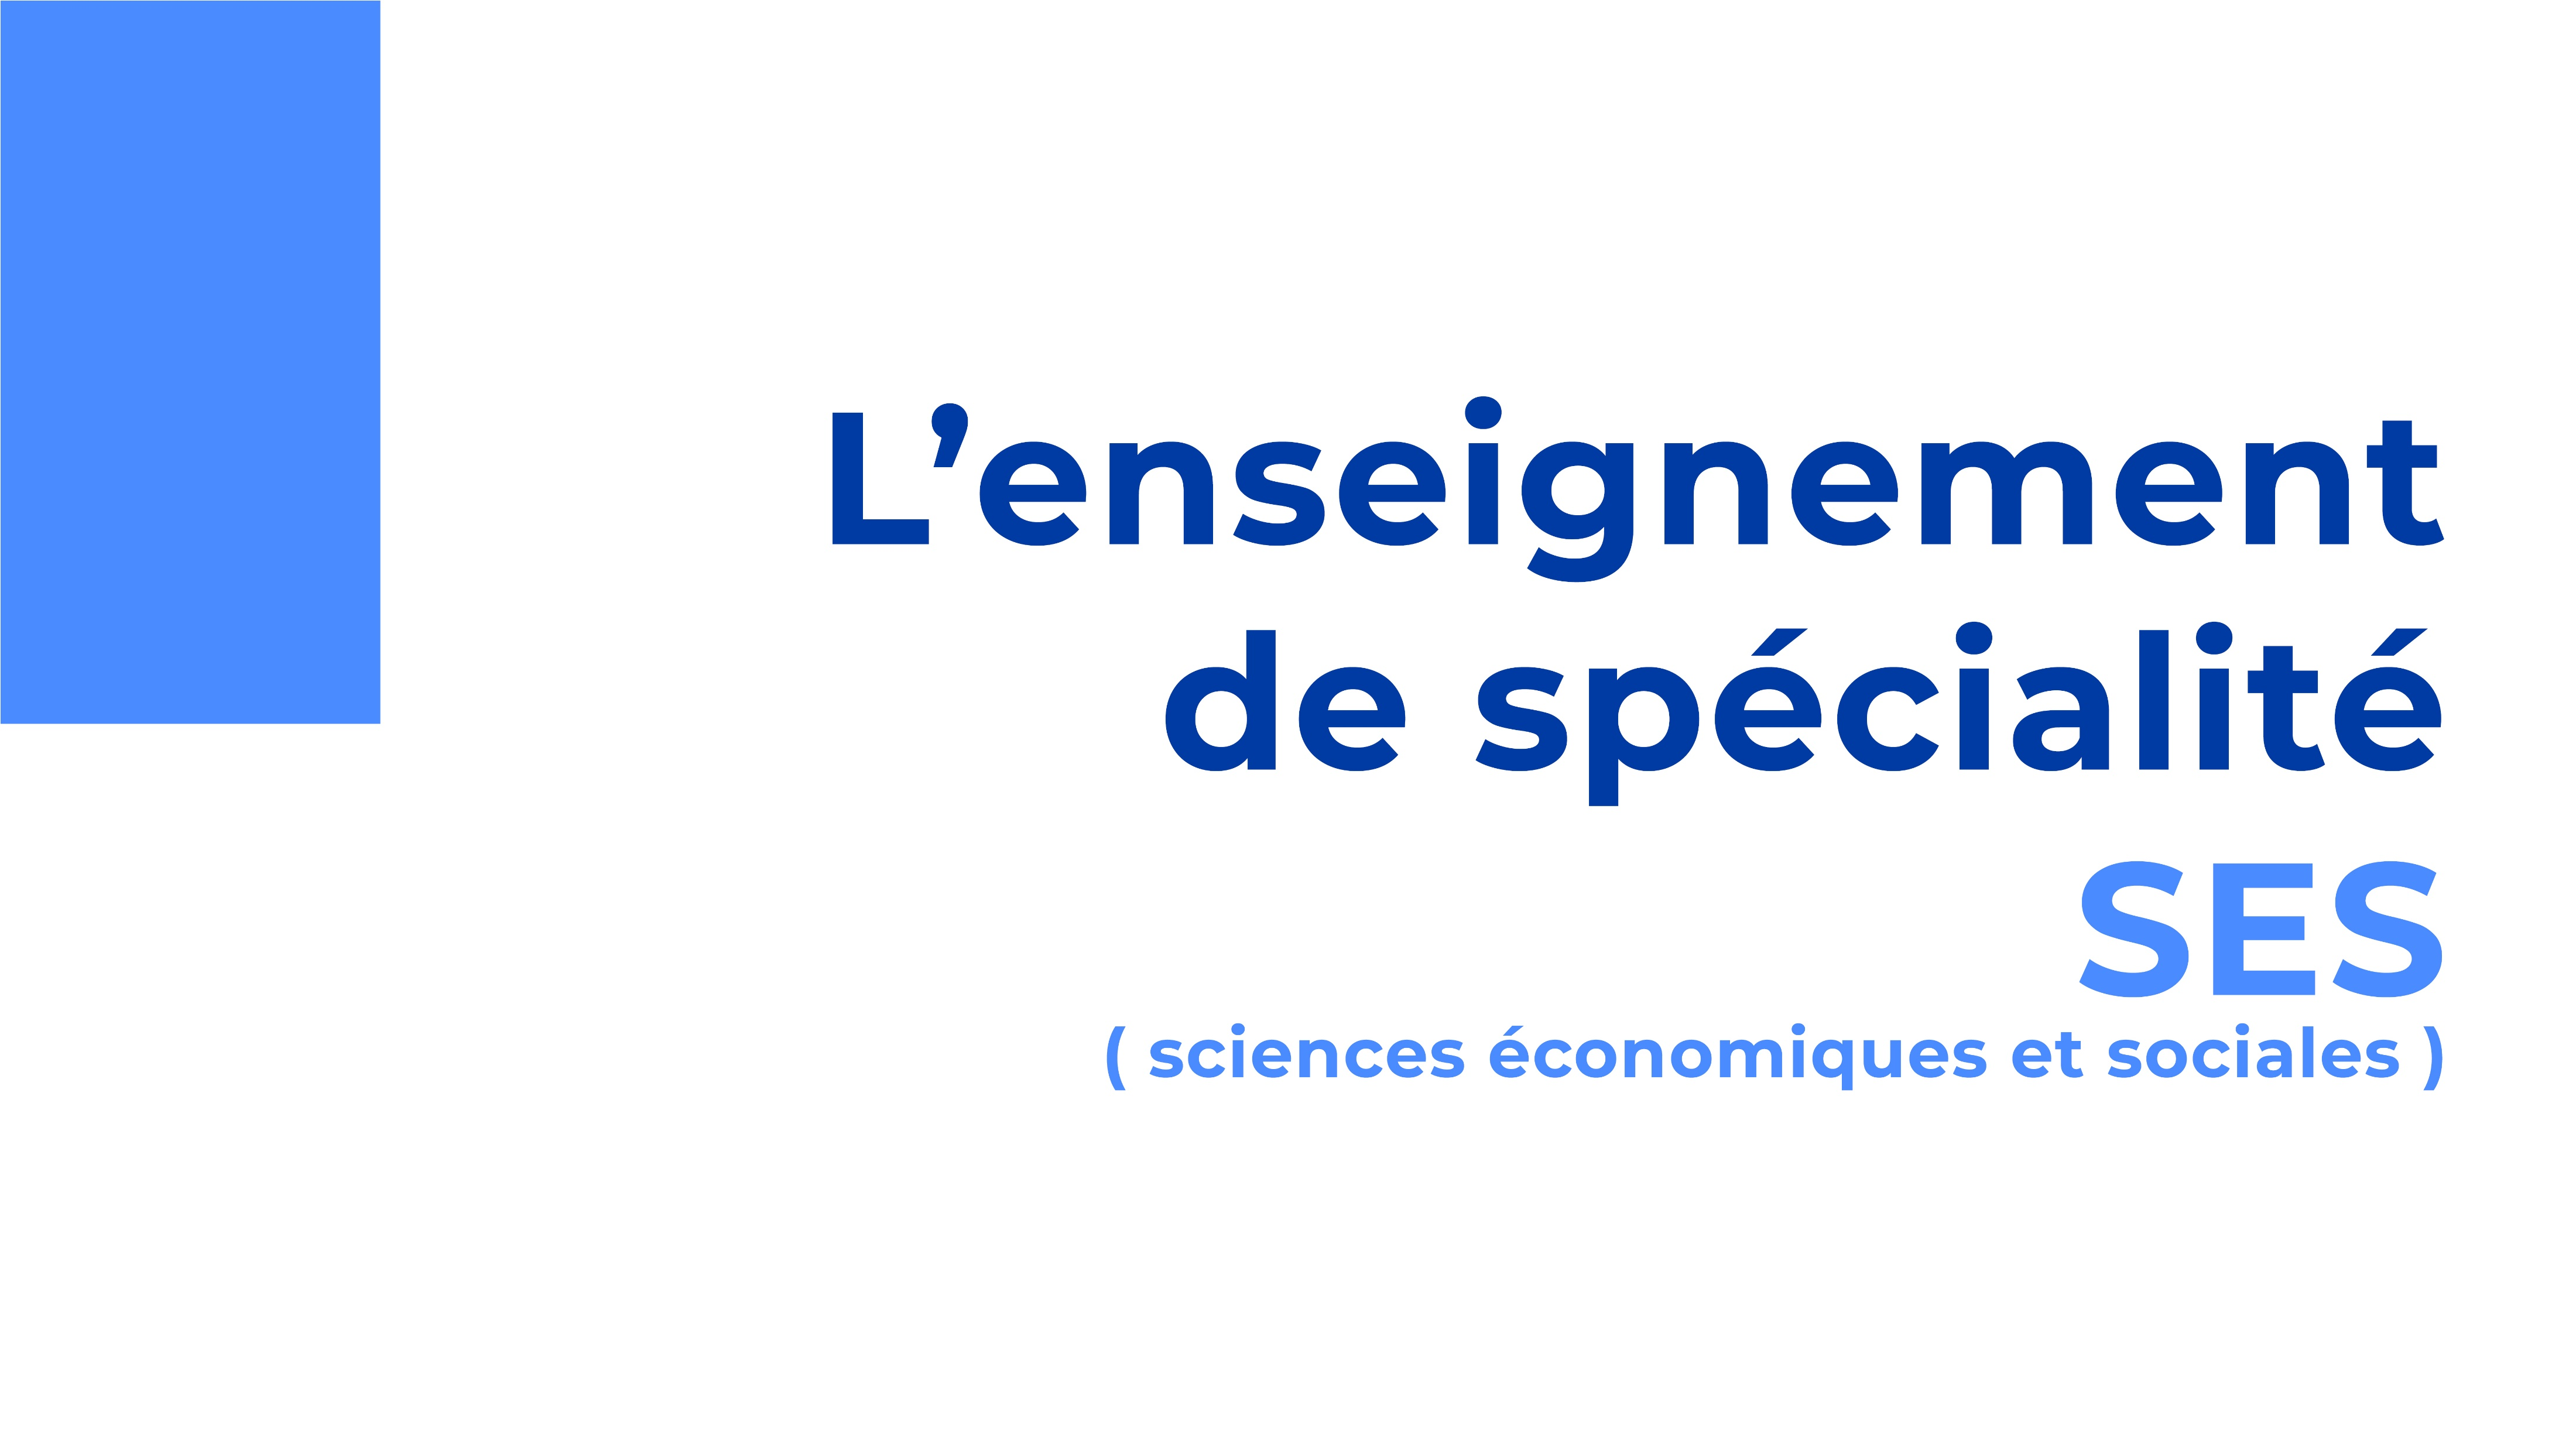 L’enseignement
de spécialité
SES
( sciences économiques et sociales )